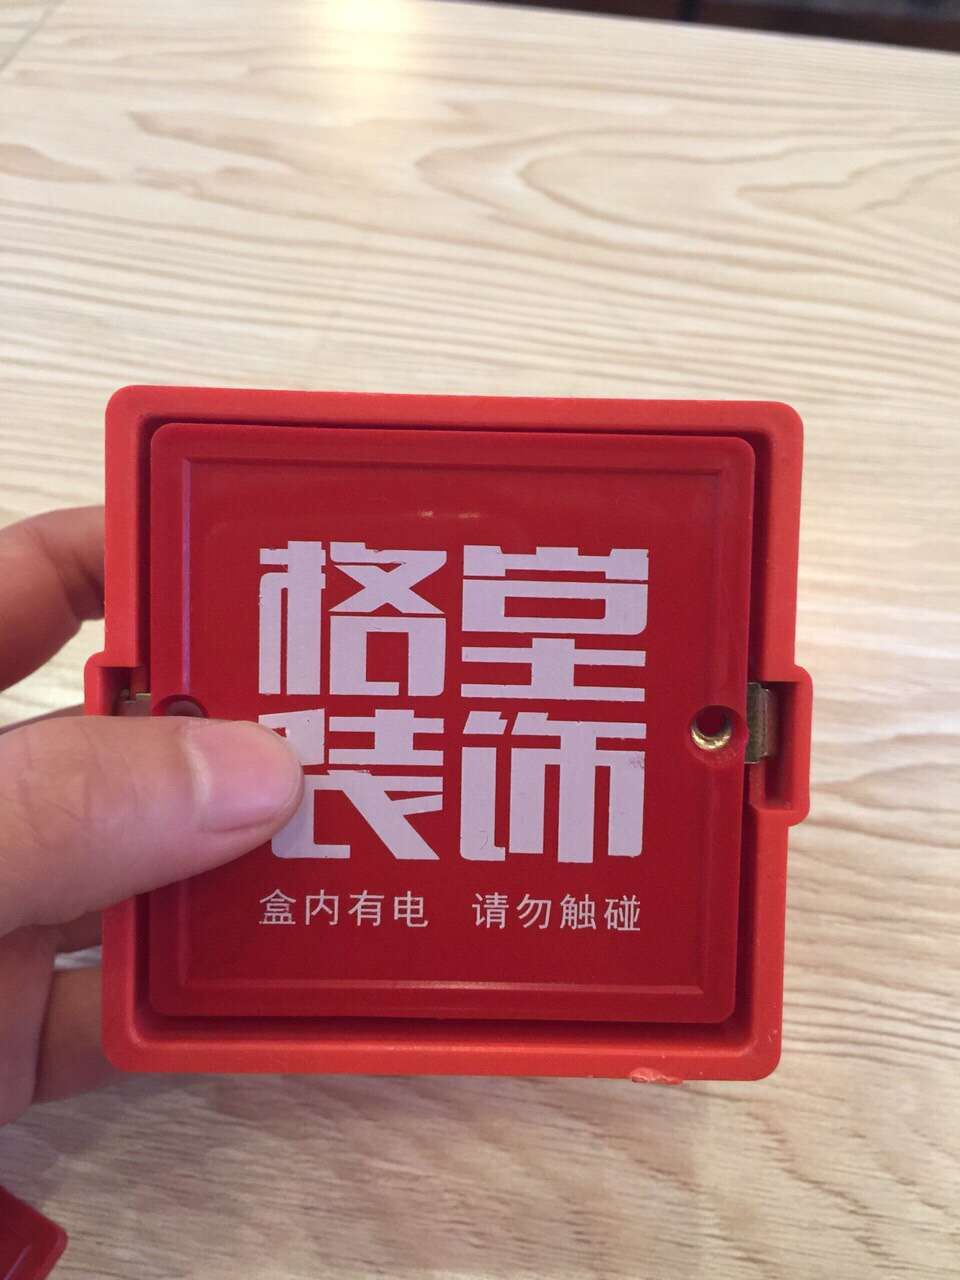 格堂
装饰
盒内有电 请勿触碰